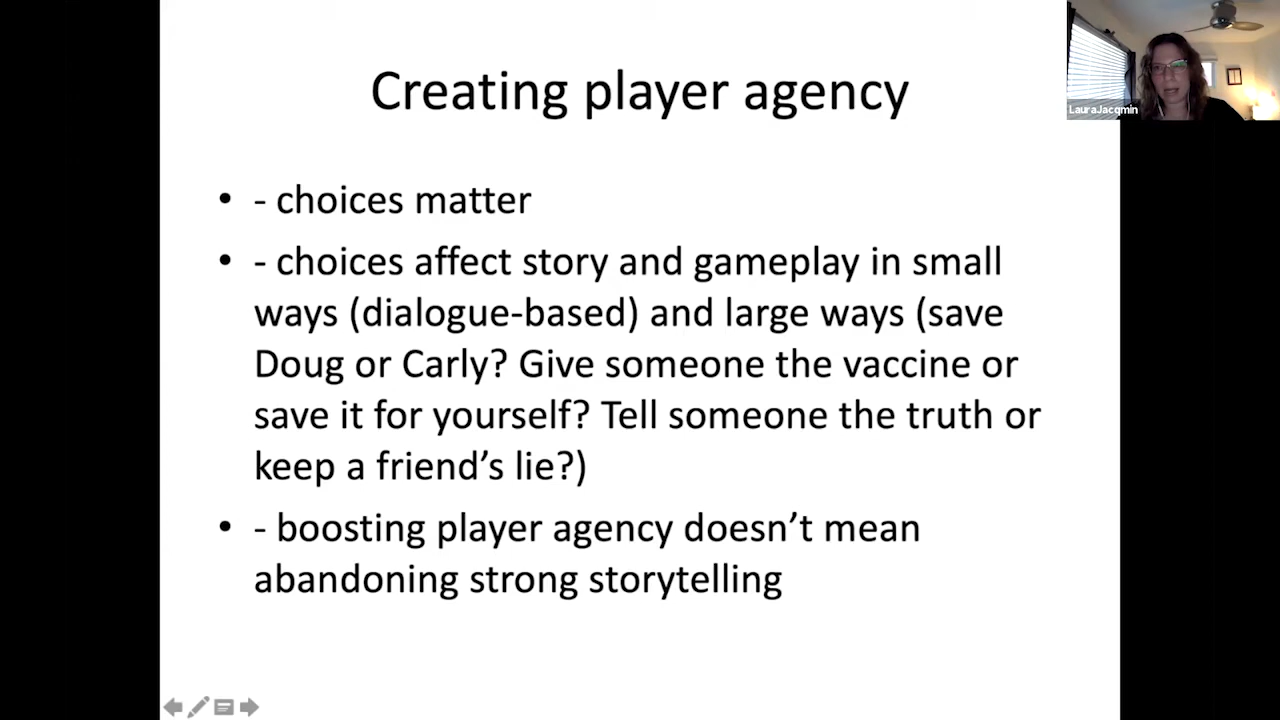 Creating player agency
LauraJacqmin
• - choices matter
• - choices affect story and gameplay in small
ways (dialogue-based) and large ways (save
Doug or Carly? Give someone the vaccine or
save it for yourself? Tell someone the truth or
keep a friend’s lie?)
• - boosting player agency doesn’t mean
abandoning strong storytelling